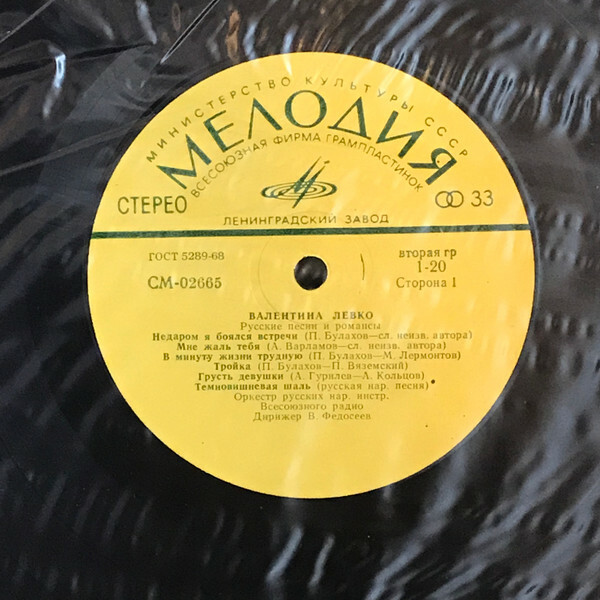 МИНИСТЕРСТВО КУЛЬТУРЫ СССР
МЕЛОДИЯ
ВСЕСОЮЗНАЯ ФИРМА ГРАМПЛАСТИНОК
СТЕРЕО
33
ЛЕНИНГРАДСКИЙ ЗАВОД
ГОСТ 5289-68
вторая гр
1-20
СМ-02665
Сторона 1
ВАЛЕНТИНА ЛЕВКО
Русские песни и романсы
Недаром я боялся встречи (П. Булахов—сл. неизв. автора)
Мне жаль тебя (А. Варламов—сл. неизв. автора)
В минуту жизни трудную (П. Булахов—М. Лермонтов)
Тройка (П. Булахов—П. Вяземский)
Грусть девушки (А. Гурилев—А. Кольцов)
Темновишневая шаль (русская нар. песня)
Оркестр русских нар. инстр.
Всесоюзного радио
Дирижер В. Федосеев